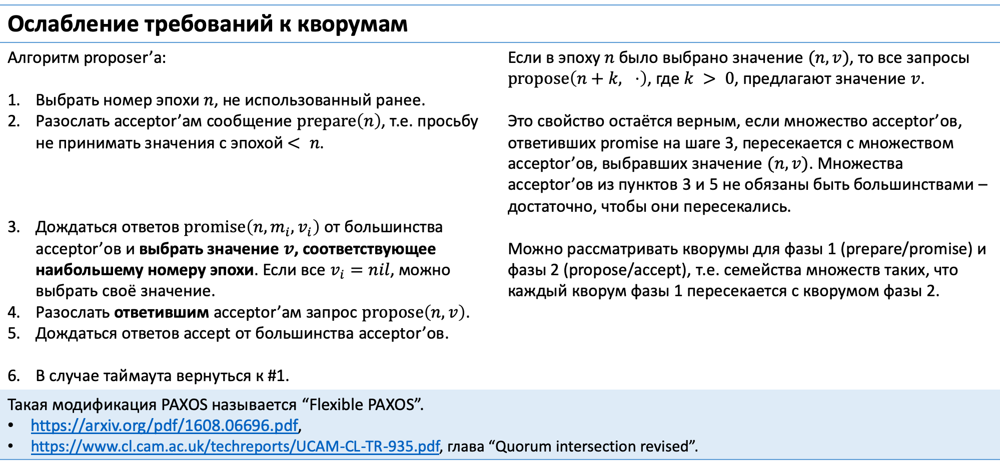 Ослабление требований к кворумам
Алгоритм proposer’а:
1. Выбрать номер эпохи n, не использованный ранее.
2. Разослать acceptor’ам сообщение prepare(n), т.е. просьбу
не принимать значения с эпохой < n.
3. Дождаться ответов promise(n, mᵢ, vᵢ) от большинства
acceptor’ов и выбрать значение v, соответствующее
наибольшему номеру эпохи. Если все vᵢ = nil, можно
выбрать своё значение.
4. Разослать ответившим acceptor’ам запрос propose(n, v).
5. Дождаться ответов accept от большинства acceptor’ов.
6. В случае таймаута вернуться к #1.
Если в эпоху n было выбрано значение (n, v), то все запросы
propose(n + k, ·), где k > 0, предлагают значение v.
Это свойство остаётся верным, если множество acceptor’ов,
ответивших promise на шаге 3, пересекается с множеством
acceptor’ов, выбравших значение (n, v). Множества
acceptor’ов из пунктов 3 и 5 не обязаны быть большинствами –
достаточно, чтобы они пересекались.
Можно рассматривать кворумы для фазы 1 (prepare/promise) и
фазы 2 (propose/accept), т.е. семейства множеств таких, что
каждый кворум фазы 1 пересекается с кворумом фазы 2.
Такая модификация PAXOS называется “Flexible PAXOS”.
• https://arxiv.org/pdf/1608.06696.pdf,
• https://www.cl.cam.ac.uk/techreports/UCAM-CL-TR-935.pdf, глава “Quorum intersection revised”.